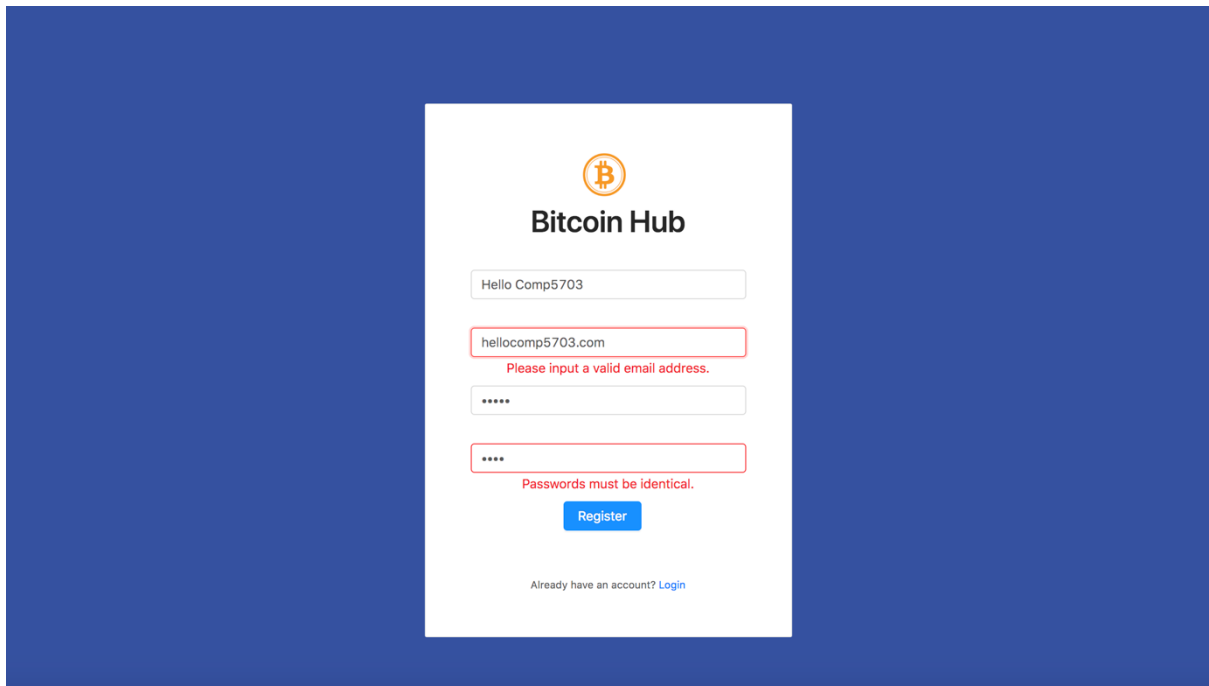 Bitcoin Hub
Hello Comp5703
hellocomp5703.com
Please input a valid email address.
•••••
••••
Passwords must be identical.
Register
Already have an account? Login